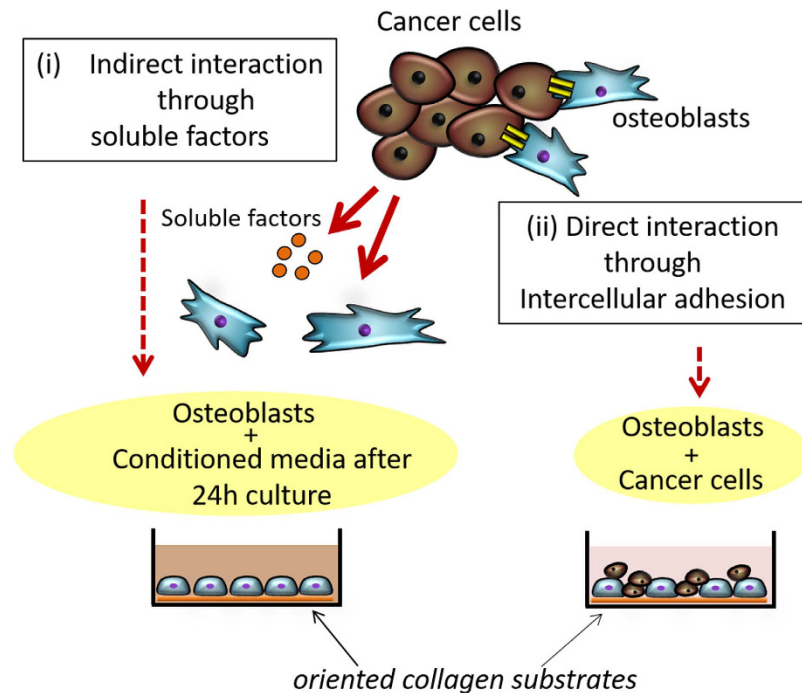 Cancer cells
(i) Indirect interaction
through
soluble factors
osteoblasts
Soluble factors
(ii) Direct interaction
through
Intercellular adhesion
Osteoblasts
+
Conditioned media after
24h culture
Osteoblasts
+
Cancer cells
oriented collagen substrates